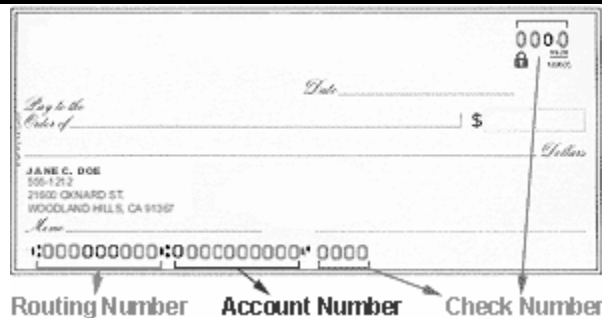 0000
Date
Pay to the
Order of
$
Dollars
JANE C. DOE
555-1212
21600 OXNARD ST.
WOODLAND HILLS, CA 91367
Memo
⑆000000000⑆ 0000000000⑈ 0000
Routing Number Account Number Check Number